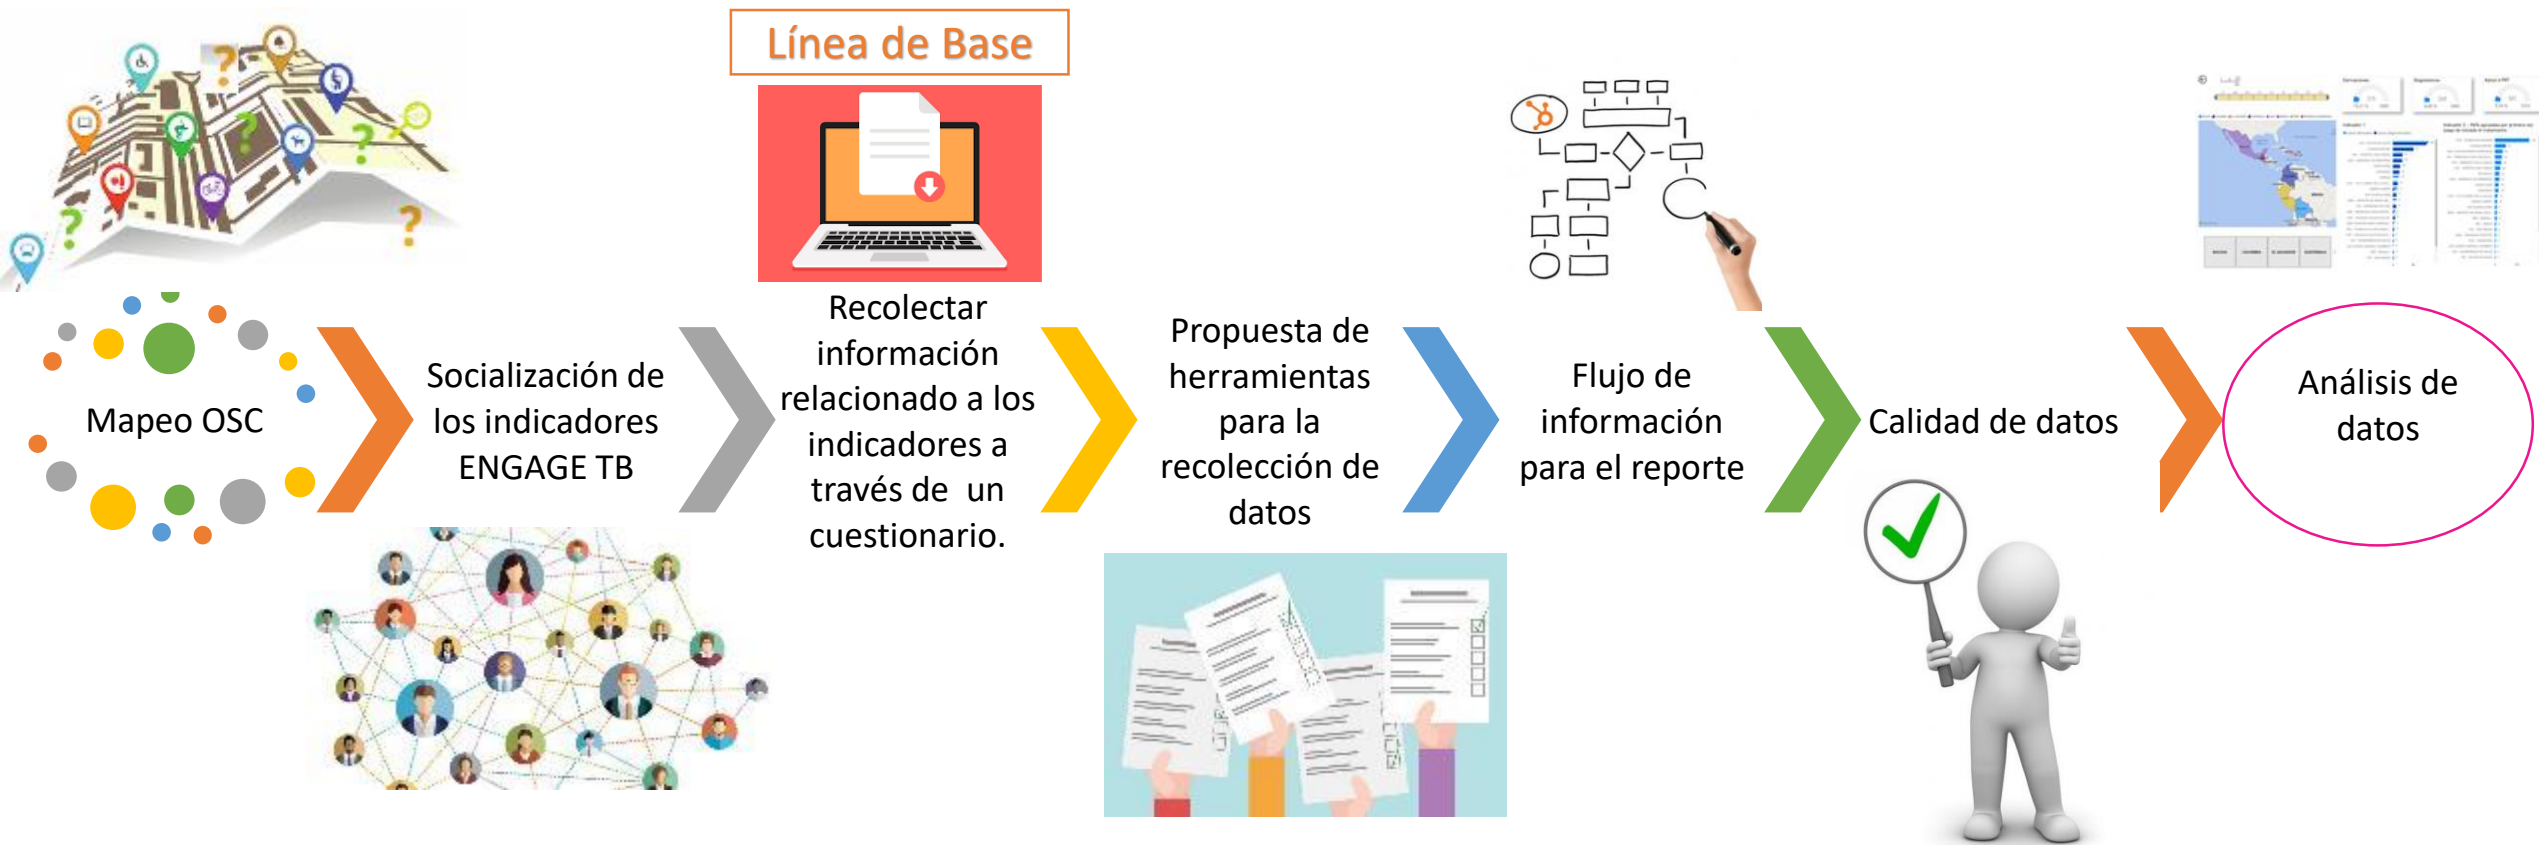 Línea de Base
Mapeo OSC
Socialización de
los indicadores
ENGAGE TB
Recolectar
información
relacionado a los
indicadores a
través de un
cuestionario.
Propuesta de
herramientas
para la
recolección de
datos
Flujo de
información
para el reporte
Calidad de datos
Análisis de
datos